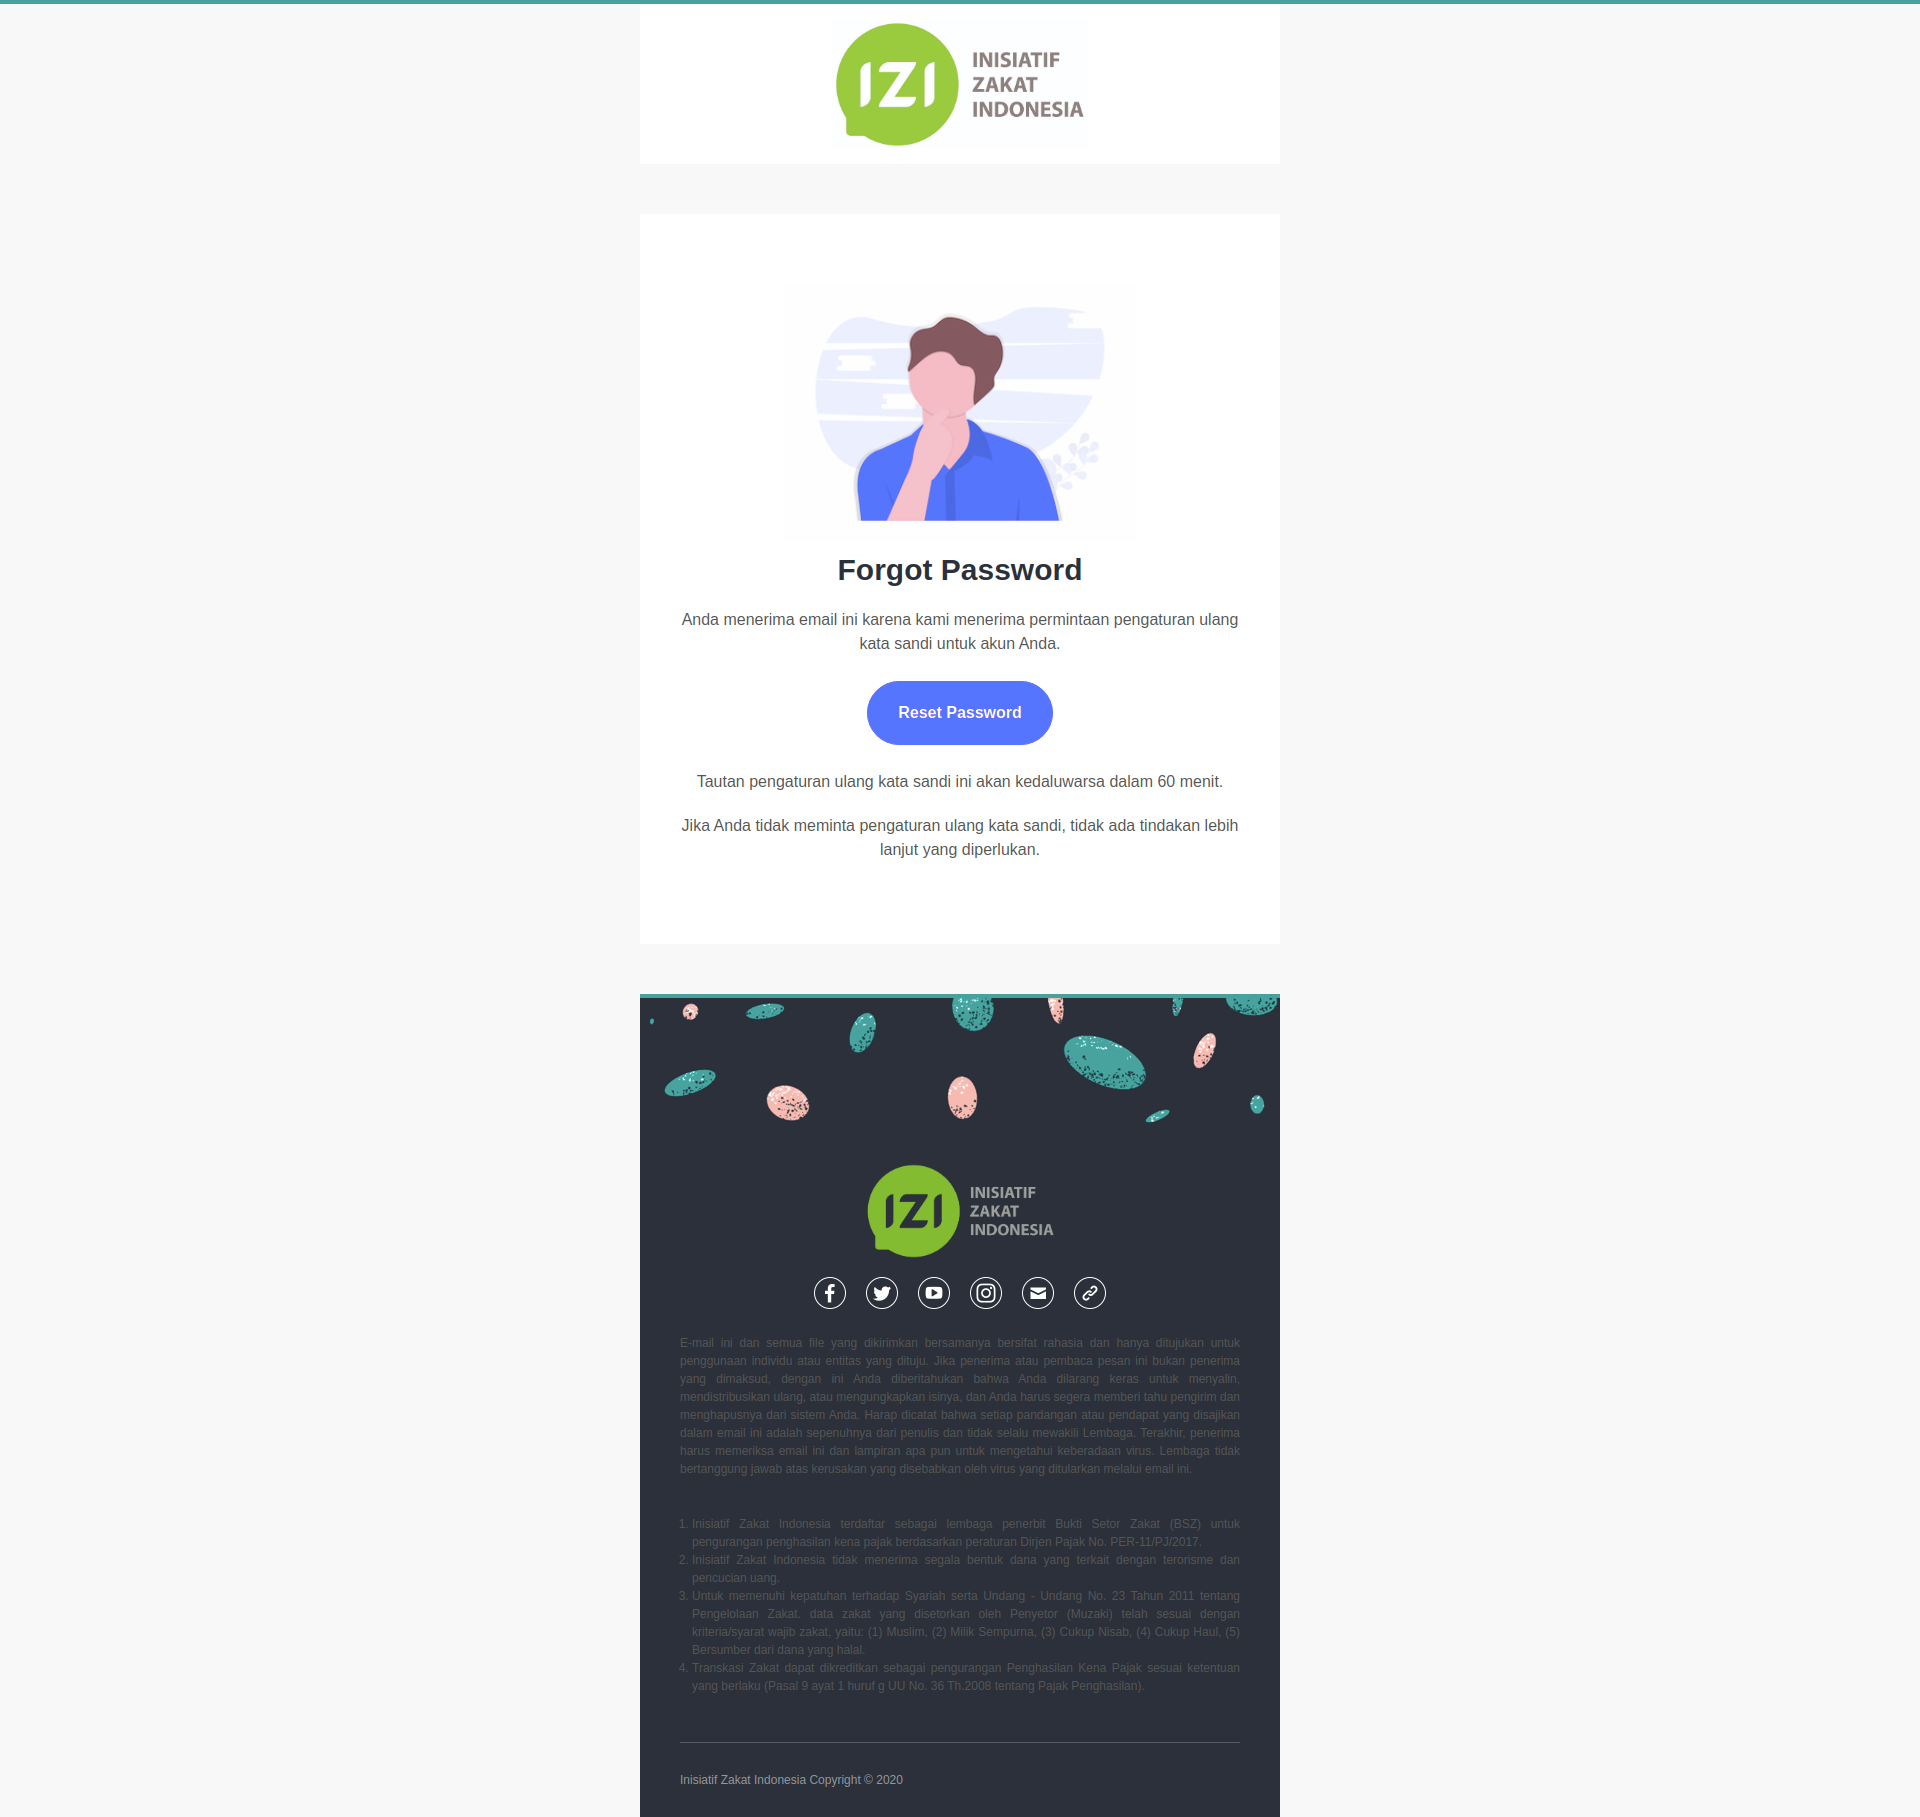 IZI
INISIATIF
ZAKAT
INDONESIA
Forgot Password
Anda menerima email ini karena kami menerima permintaan pengaturan ulang
kata sandi untuk akun Anda.
Reset Password
Tautan pengaturan ulang kata sandi ini akan kedaluwarsa dalam 60 menit.
Jika Anda tidak meminta pengaturan ulang kata sandi, tidak ada tindakan lebih
lanjut yang diperlukan.
IZI
INISIATIF
ZAKAT
INDONESIA
E-mail ini dan semua file yang dikirimkan bersamanya bersifat rahasia dan hanya ditujukan untuk
penggunaan individu atau entitas yang dituju. Jika penerima atau pembaca pesan ini bukan penerima
yang dimaksud, dengan ini Anda diberitahukan bahwa Anda dilarang keras untuk menyalin,
mendistribusikan ulang, atau mengungkapkan isinya, dan Anda harus segera memberi tahu pengirim dan
menghapusnya dari sistem Anda. Harap dicatat bahwa setiap pandangan atau pendapat yang disajikan
dalam email ini adalah sepenuhnya dari penulis dan tidak selalu mewakili Lembaga. Terakhir, penerima
harus memeriksa email ini dan lampiran apa pun untuk mengetahui keberadaan virus. Lembaga tidak
bertanggung jawab atas kerusakan yang disebabkan oleh virus yang ditularkan melalui email ini.
1. Inisiatif Zakat Indonesia terdaftar sebagai lembaga penerbit Bukti Setor Zakat (BSZ) untuk
pengurangan penghasilan kena pajak berdasarkan peraturan Dirjen Pajak No. PER-11/PJ/2017.
2. Inisiatif Zakat Indonesia tidak menerima segala bentuk dana yang terkait dengan terorisme dan
pencucian uang.
3. Untuk memenuhi kepatuhan terhadap Syariah serta Undang - Undang No. 23 Tahun 2011 tentang
Pengelolaan Zakat, data zakat yang disetorkan oleh Penyetor (Muzaki) telah sesuai dengan
kriteria/syarat wajib zakat, yaitu: (1) Muslim, (2) Milik Sempurna, (3) Cukup Nisab, (4) Cukup Haul, (5)
Bersumber dari dana yang halal.
4. Transkasi Zakat dapat dikreditkan sebagai pengurangan Penghasilan Kena Pajak sesuai ketentuan
yang berlaku (Pasal 9 ayat 1 huruf g UU No. 36 Th.2008 tentang Pajak Penghasilan).
Inisiatif Zakat Indonesia Copyright © 2020